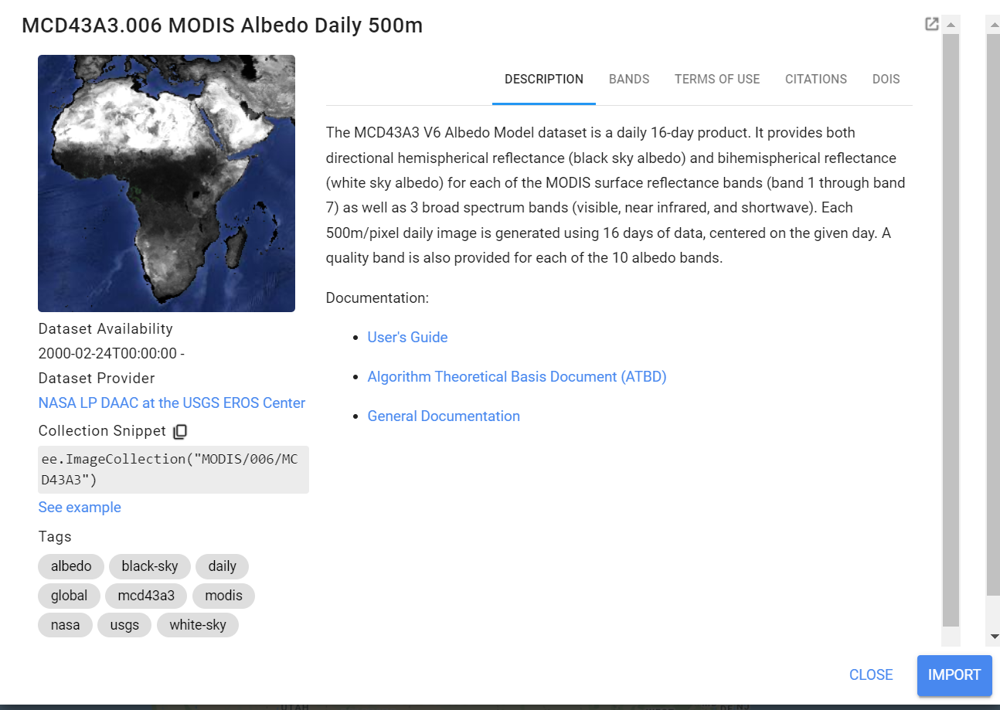 MCD43A3.006 MODIS Albedo Daily 500m
DESCRIPTION BANDS TERMS OF USE CITATIONS DOIS
The MCD43A3 V6 Albedo Model dataset is a daily 16-day product. It provides both
directional hemispherical reflectance (black sky albedo) and bihemispherical reflectance
(white sky albedo) for each of the MODIS surface reflectance bands (band 1 through band
7) as well as 3 broad spectrum bands (visible, near infrared, and shortwave). Each
500m/pixel daily image is generated using 16 days of data, centered on the given day. A
quality band is also provided for each of the 10 albedo bands.
Documentation:
• User's Guide
• Algorithm Theoretical Basis Document (ATBD)
• General Documentation
Dataset Availability
2000-02-24T00:00:00 -
Dataset Provider
NASA LP DAAC at the USGS EROS Center
Collection Snippet
ee.ImageCollection("MODIS/006/MC
D43A3")
See example
Tags
albedo black-sky daily
global mcd43a3 modis
nasa usgs white-sky
CLOSE IMPORT
UTAH